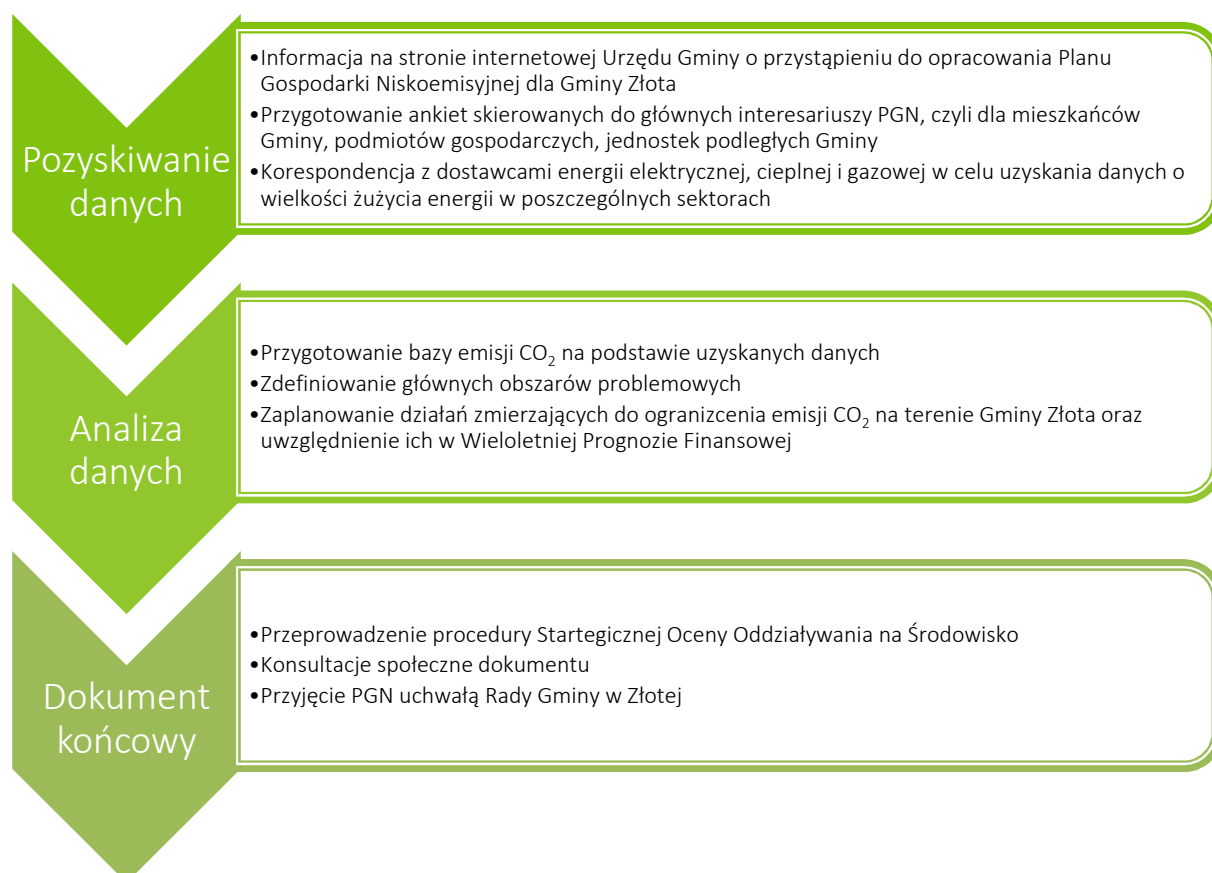 Pozyskiwanie
danych
•Informacja na stronie internetowej Urzędu Gminy o przystąpieniu do opracowania Planu
Gospodarki Niskoemisyjnej dla Gminy Złota
•Przygotowanie ankiet skierowanych do głównych interesariuszy PGN, czyli dla mieszkańców
Gminy, podmiotów gospodarczych, jednostek podległych Gminy
•Korespondencja z dostawcami energii elektrycznej, cieplnej i gazowej w celu uzyskania danych o
wielkości żużycia energii w poszczególnych sektorach
Analiza
danych
•Przygotowanie bazy emisji CO₂ na podstawie uzyskanych danych
•Zdefiniowanie głównych obszarów problemowych
•Zaplanowanie działań zmierzających do ogranizcenia emisji CO₂ na terenie Gminy Złota oraz
uwzględnienie ich w Wieloletniej Prognozie Finansowej
Dokument
końcowy
•Przeprowadzenie procedury Startegicznej Oceny Oddziaływania na Środowisko
•Konsultacje społeczne dokumentu
•Przyjęcie PGN uchwałą Rady Gminy w Złotej